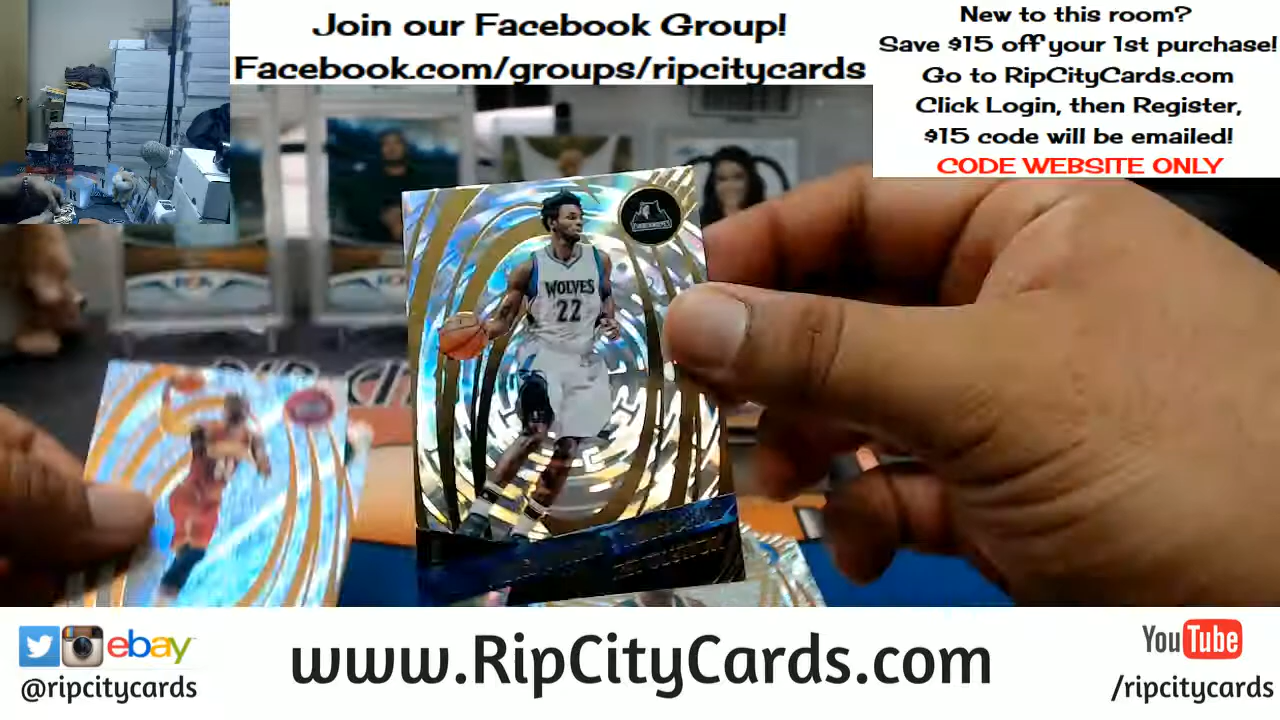 Join our Facebook Group!
Facebook.com/groups/ripcitycards
New to this room?
Save $15 off your 1st purchase!
Go to RipCityCards.com
Click Login, then Register,
$15 code will be emailed!
CODE WEBSITE ONLY
WOLVES
22
ebay
@ripcitycards
www.RipCityCards.com
YouTube
/ripcitycards